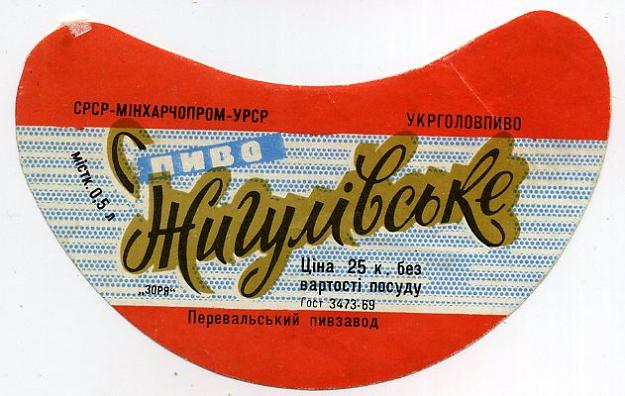 СРСР-МІНХАРЧОПРОМ-УРСР
УКРГОЛОВПИВО
ПИВО
Жигулівське
місти. 0,5 л
Ціна 25 к. без
вартості посуду
Гост 3473-69
„ЗОРЯ“
Перевальський пивзавод